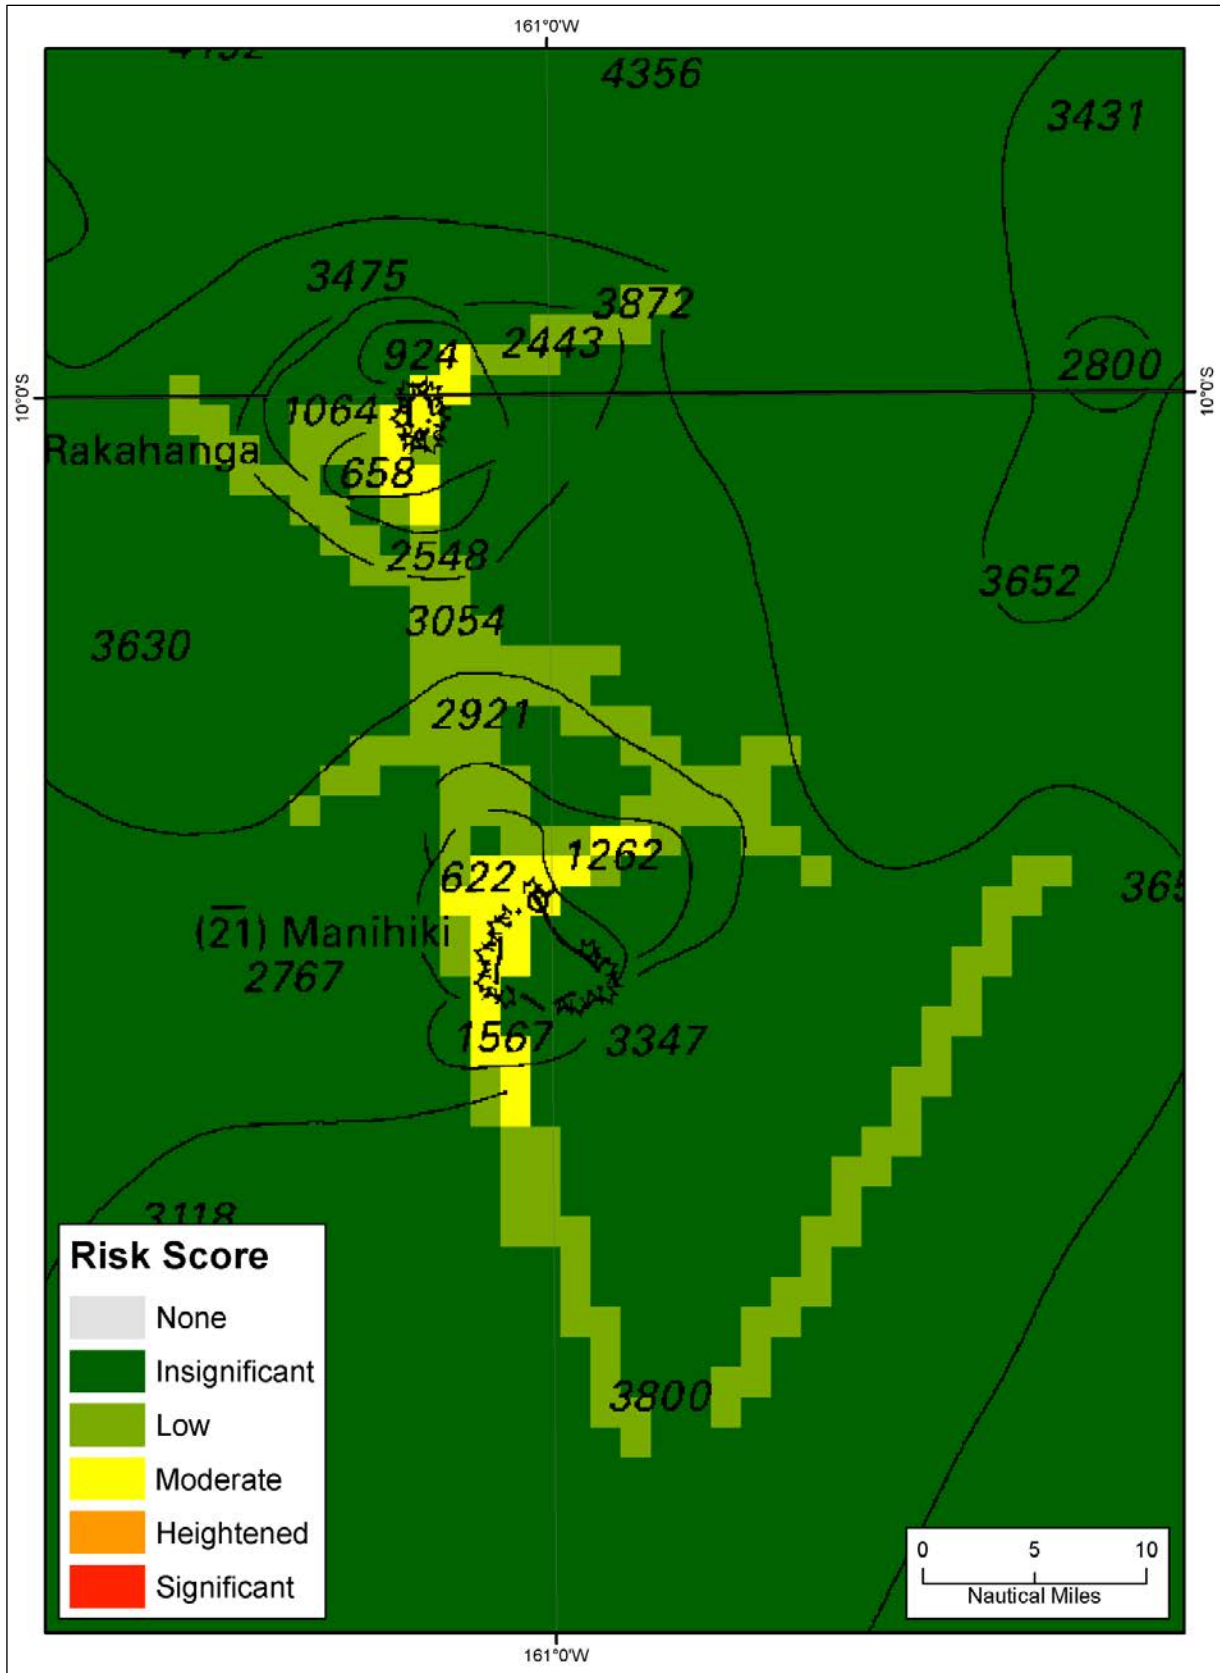 161°0'W
4356
3431
3475
3872
2443
924
2800
10°0'S
10°0'S
1064
Rakahanga
658
2548
3652
3054
3630
2921
1262
622
365
(21) Manihiki
2767
1567
3347
3118
Risk Score
None
Insignificant
Low
Moderate
Heightened
Significant
3800
0 5 10
Nautical Miles
161°0'W